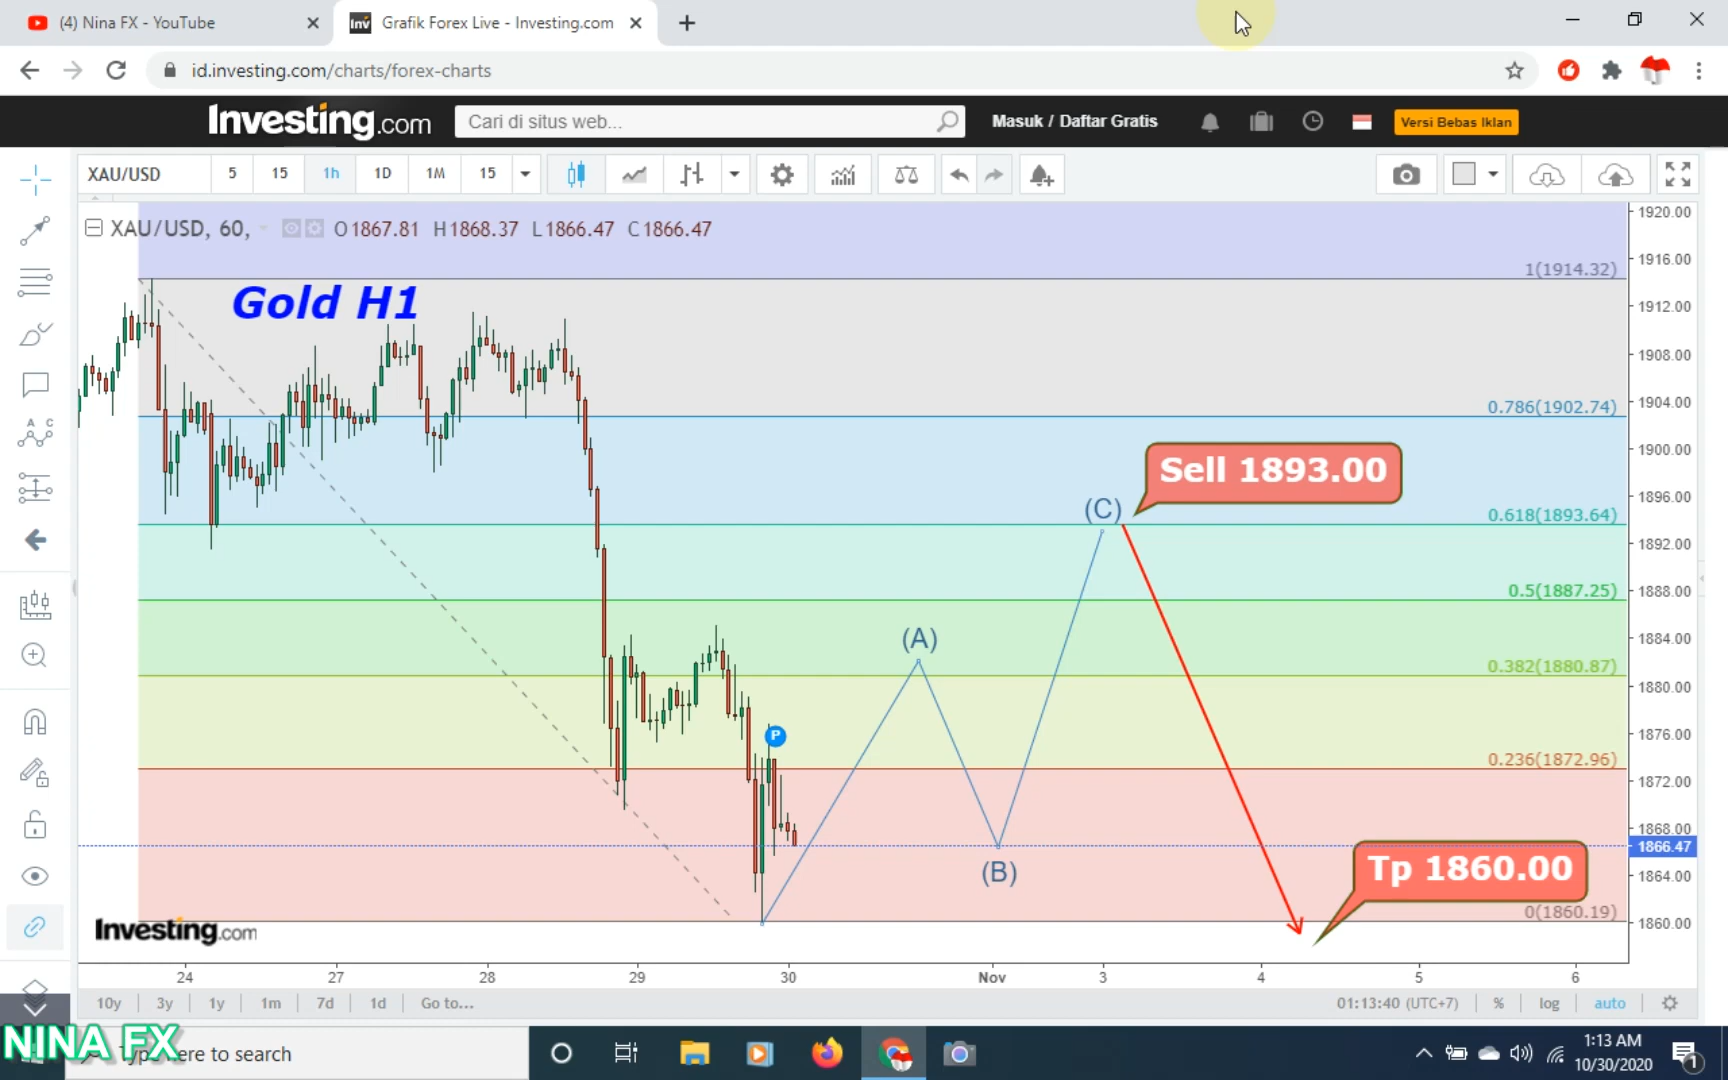 (4) Nina FX - YouTube
Inv Grafik Forex Live - Investing.com
id.investing.com/charts/forex-charts
Investing.com
Cari di situs web...
Masuk / Daftar Gratis
Versi Bebas Iklan
XAU/USD 5 15 1h 1D 1M 15
XAU/USD, 60, O 1867.81 H 1868.37 L 1866.47 C 1866.47
Gold H1
1(1914.32)
0.786(1902.74)
Sell 1893.00
(C)
0.618(1893.64)
0.5(1887.25)
(A)
0.382(1880.87)
P
0.236(1872.96)
(B)
Tp 1860.00
0(1860.19)
Investing.com
1920.00
1916.00
1912.00
1908.00
1904.00
1900.00
1896.00
1892.00
1888.00
1884.00
1880.00
1876.00
1872.00
1868.00
1866.47
1864.00
1860.00
24 27 28 29 30 Nov 3 4 5 6
10y 3y 1y 1m 7d 1d Go to...
01:13:40 (UTC+7) % log auto
A C
NINA FX
Type here to search
1:13 AM
10/30/2020
1